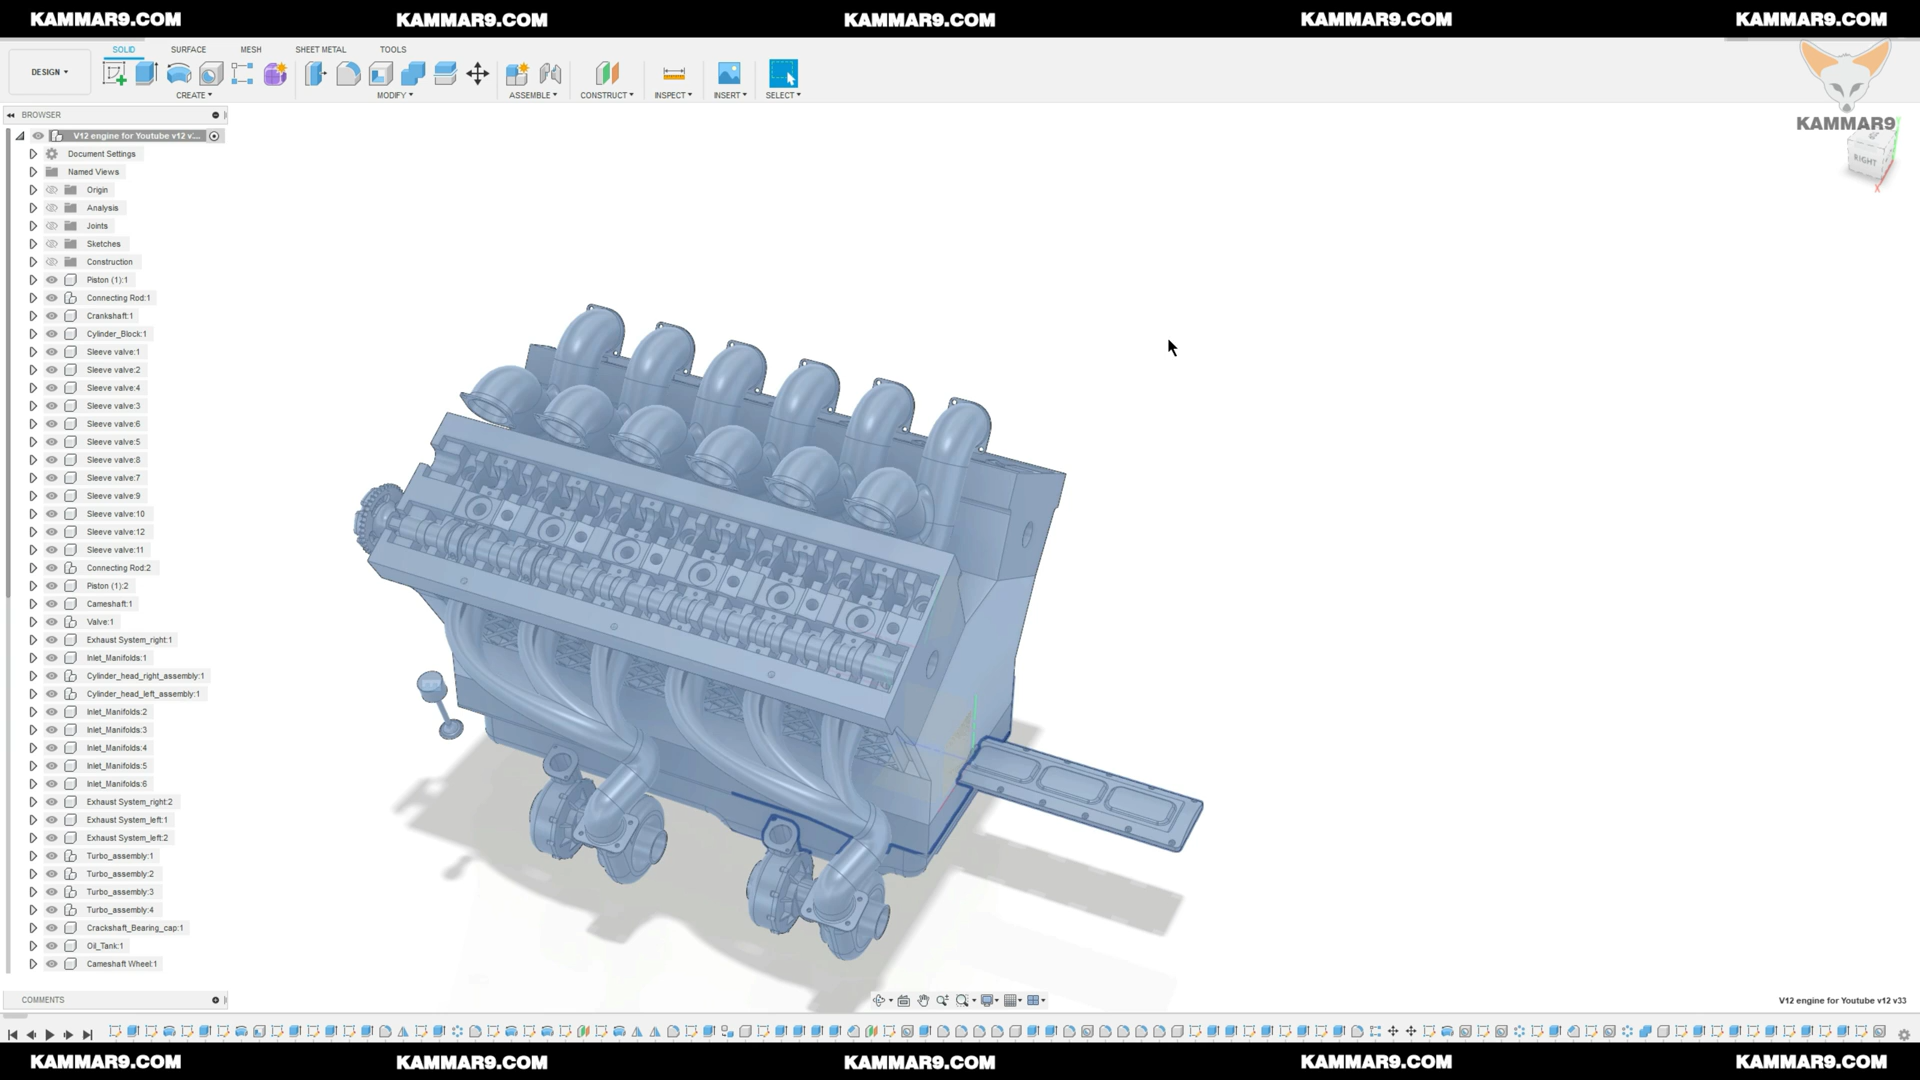 KAMMAR9.COM KAMMAR9.COM KAMMAR9.COM KAMMAR9.COM KAMMAR9.COM
SOLID SURFACE MESH SHEET METAL TOOLS
DESIGN
CREATE MODIFY ASSEMBLE CONSTRUCT INSPECT INSERT SELECT
KAMMAR9
RIGHT
X
BROWSER
V12 engine for Youtube v12 v...
Document Settings
Named Views
Origin
Analysis
Joints
Sketches
Construction
Piston (1):1
Connecting Rod:1
Crankshaft:1
Cylinder_Block:1
Sleeve valve:1
Sleeve valve:2
Sleeve valve:4
Sleeve valve:3
Sleeve valve:6
Sleeve valve:5
Sleeve valve:8
Sleeve valve:7
Sleeve valve:9
Sleeve valve:10
Sleeve valve:12
Sleeve valve:11
Connecting Rod:2
Piston (1):2
Cameshaft:1
Valve:1
Exhaust System_right:1
Inlet_Manifolds:1
Cylinder_head_right_assembly:1
Cylinder_head_left_assembly:1
Inlet_Manifolds:2
Inlet_Manifolds:3
Inlet_Manifolds:4
Inlet_Manifolds:5
Inlet_Manifolds:6
Exhaust System_right:2
Exhaust System_left:1
Exhaust System_left:2
Turbo_assembly:1
Turbo_assembly:2
Turbo_assembly:3
Turbo_assembly:4
Crackshaft_Bearing_cap:1
Oil_Tank:1
Cameshaft Wheel:1
COMMENTS
V12 engine for Youtube v12 v33
KAMMAR9.COM KAMMAR9.COM KAMMAR9.COM KAMMAR9.COM KAMMAR9.COM